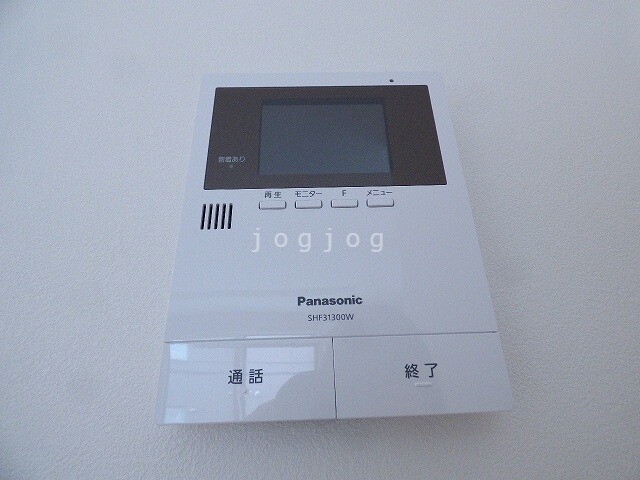 録画あり
再生 モニター F メニュー
jogjog
Panasonic
SHF31300W
通話 終了